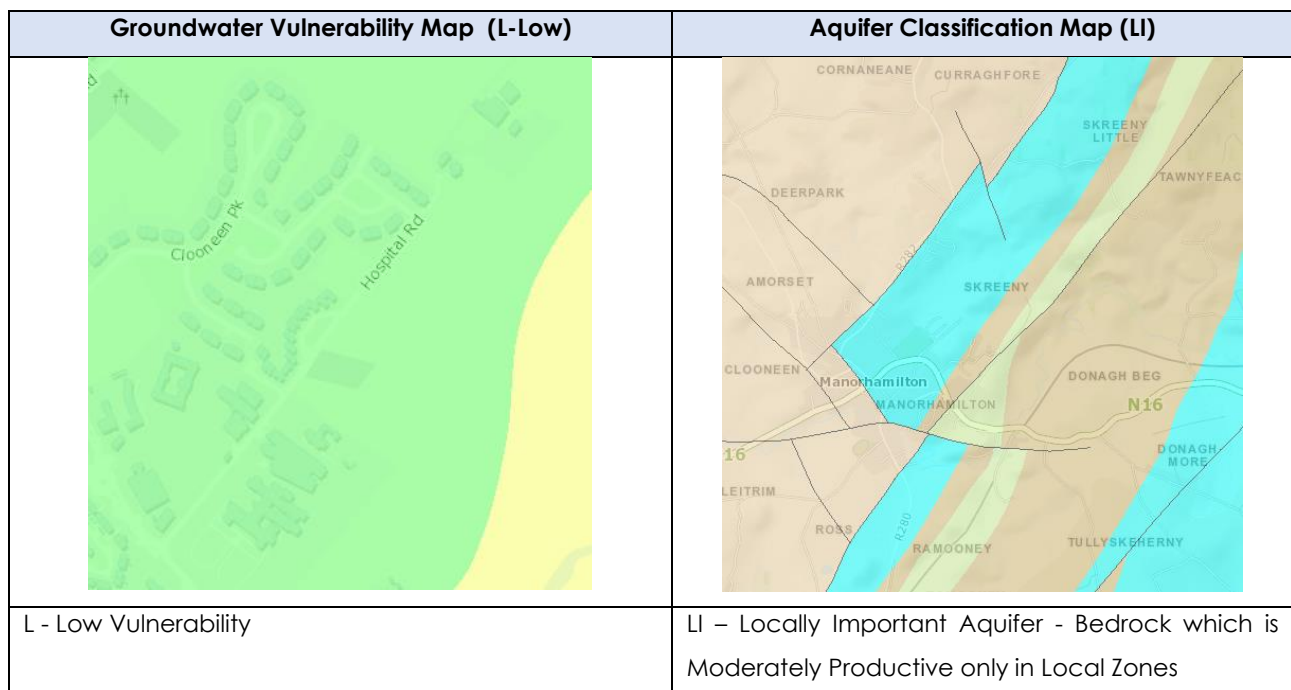 Groundwater Vulnerability Map (L-Low)
Aquifer Classification Map (LI)
Clooneen Pk
Hospital Rd
CORNANEANE
CURRAGHFORE
SKREENY
LITTLE
TAWNYFEAC
DEERPARK
R282
AMORSET
SKREENY
CLOONEEN
Manorhamilton
DONAGH BEG
MANORHAMILTON
N16
16
DONAGH
MORE
LEITRIM
ROSS
R280
RAMOONEY
TULLYSKEHERNY
L - Low Vulnerability
LI – Locally Important Aquifer - Bedrock which is
Moderately Productive only in Local Zones